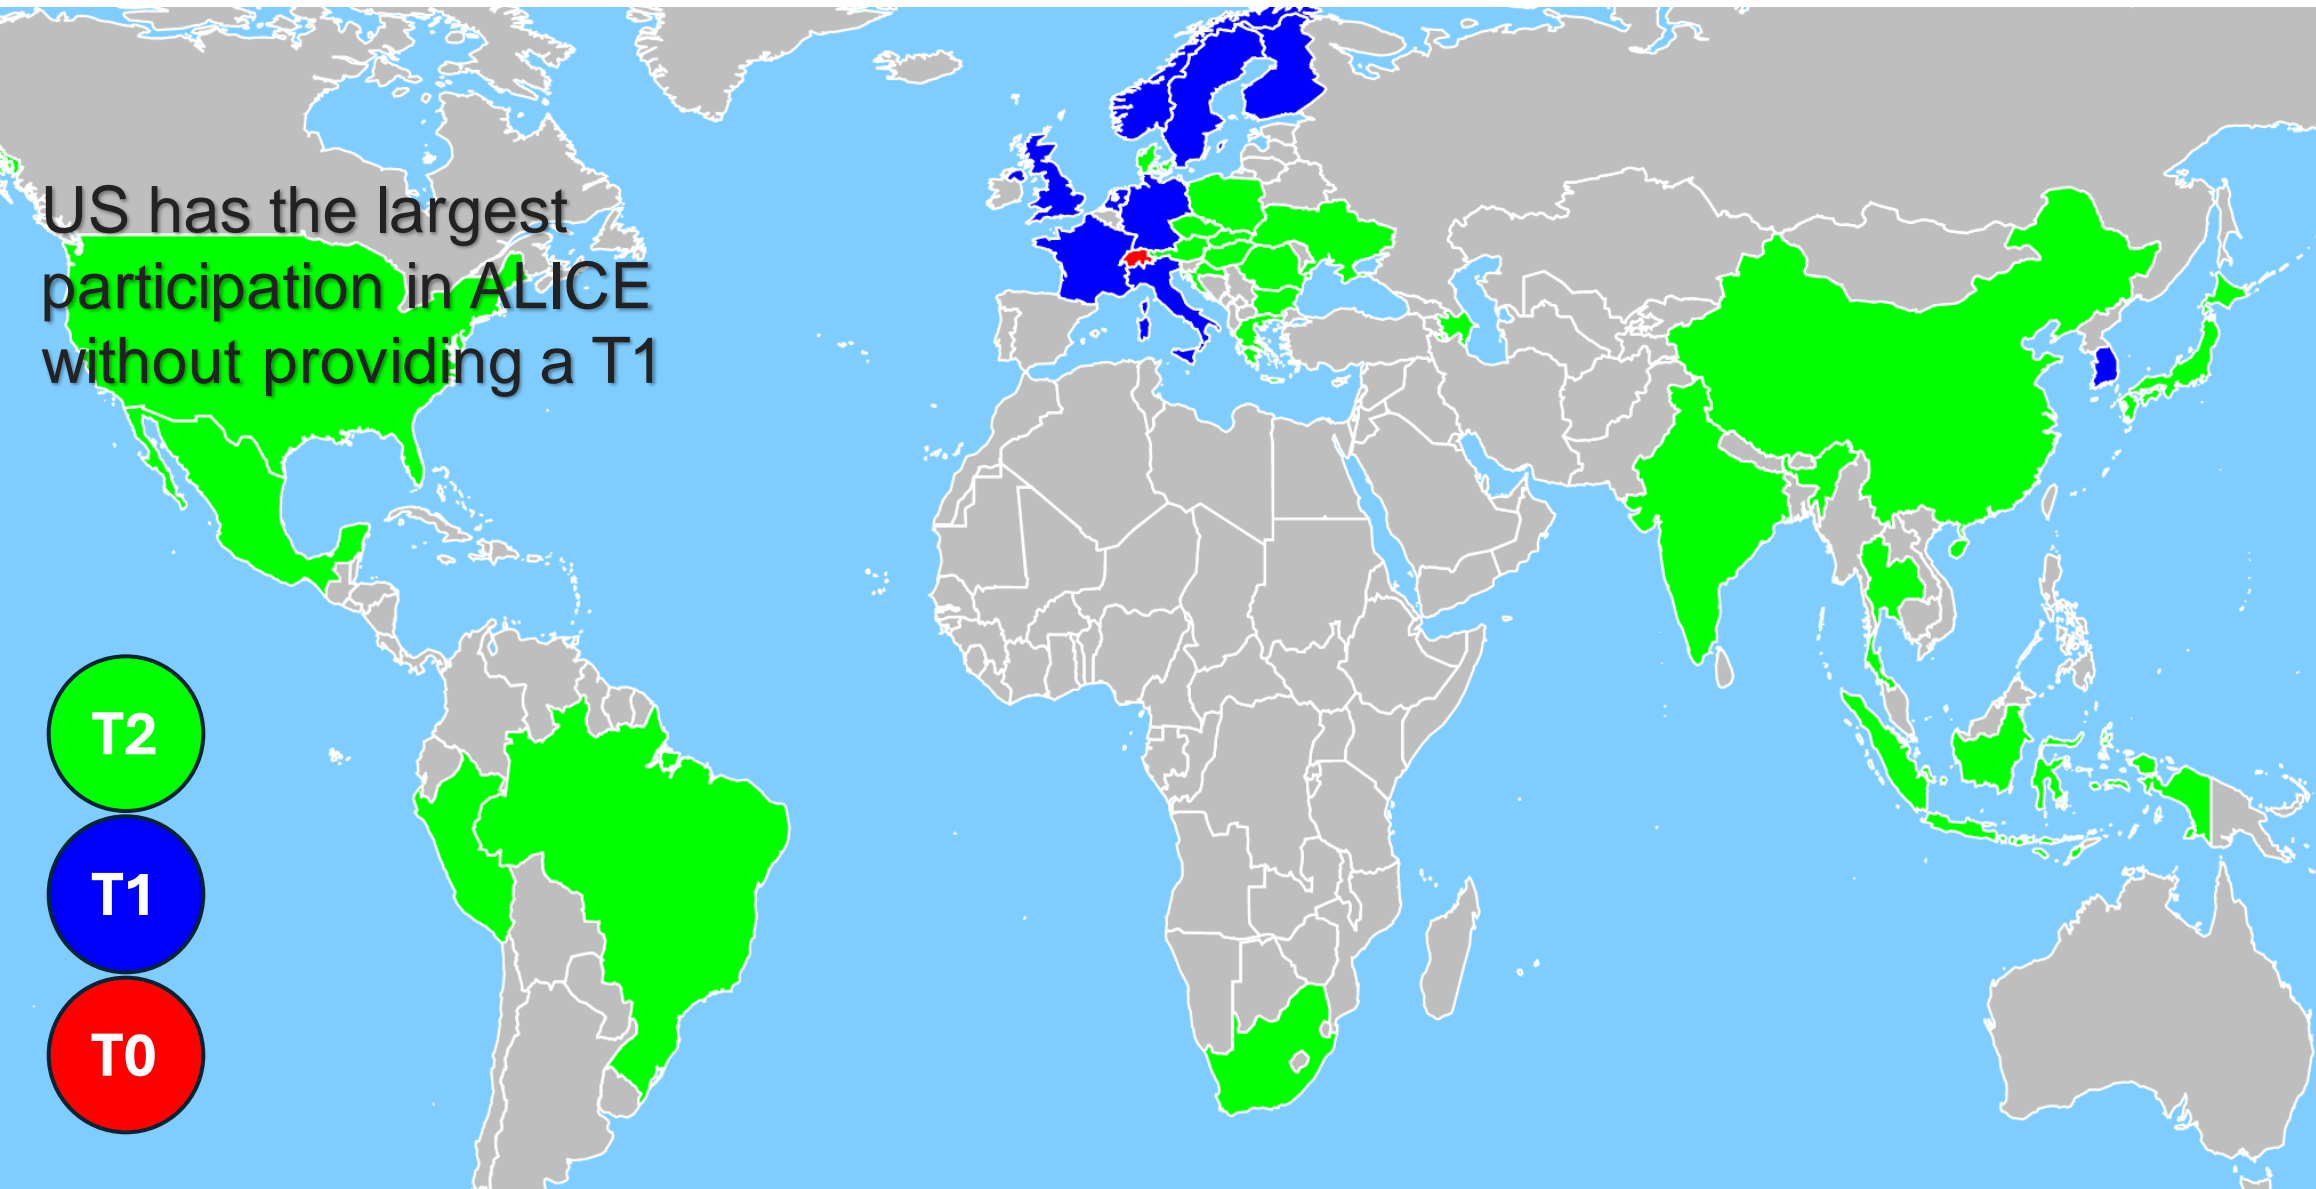 US has the largest
participation in ALICE
without providing a T1
T2
T1
T0